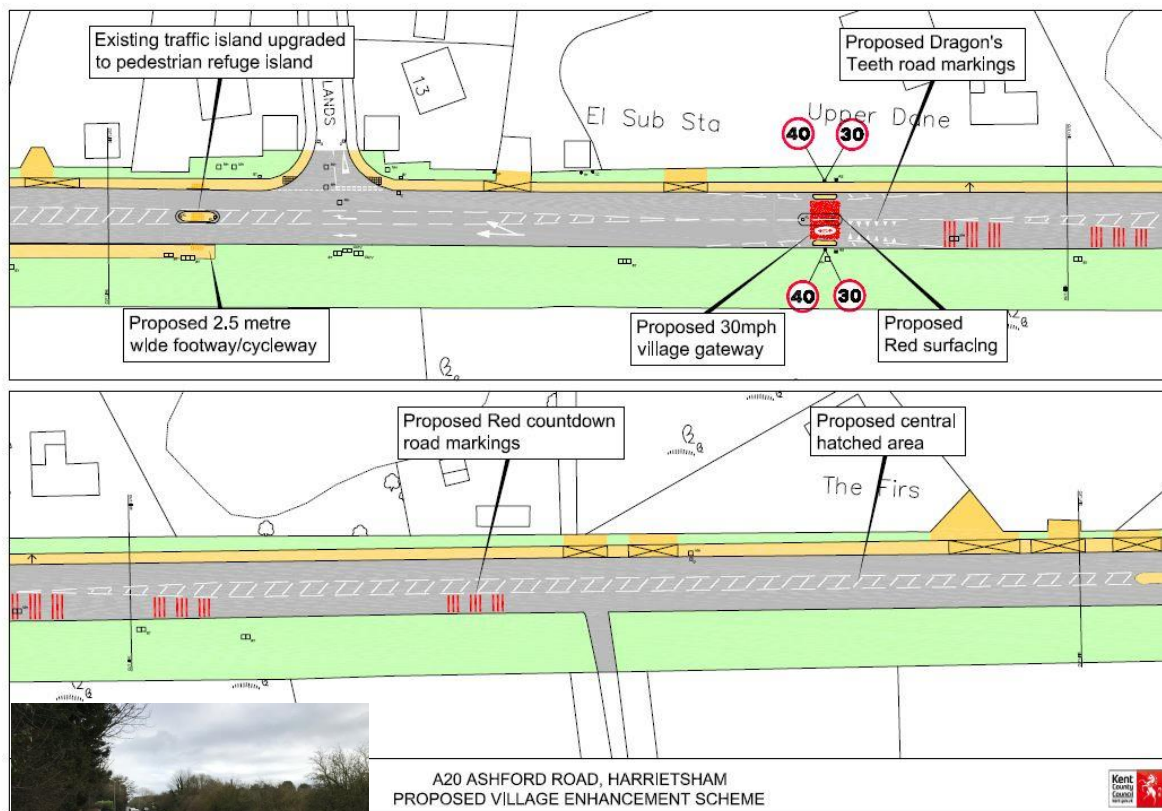 Existing traffic island upgraded
to pedestrian refuge island
LANDS
13
El Sub Sta
Upper Dane
Proposed Dragon's
Teeth road markings
40
30
40
30
Proposed 2.5 metre
wide footway/cycleway
Proposed 30mph
village gateway
Proposed
Red surfacing
Proposed Red countdown
road markings
Proposed central
hatched area
The Firs
A20 ASHFORD ROAD, HARRIETSHAM
PROPOSED VILLAGE ENHANCEMENT SCHEME
Kent
County
Council
kent.gov.uk